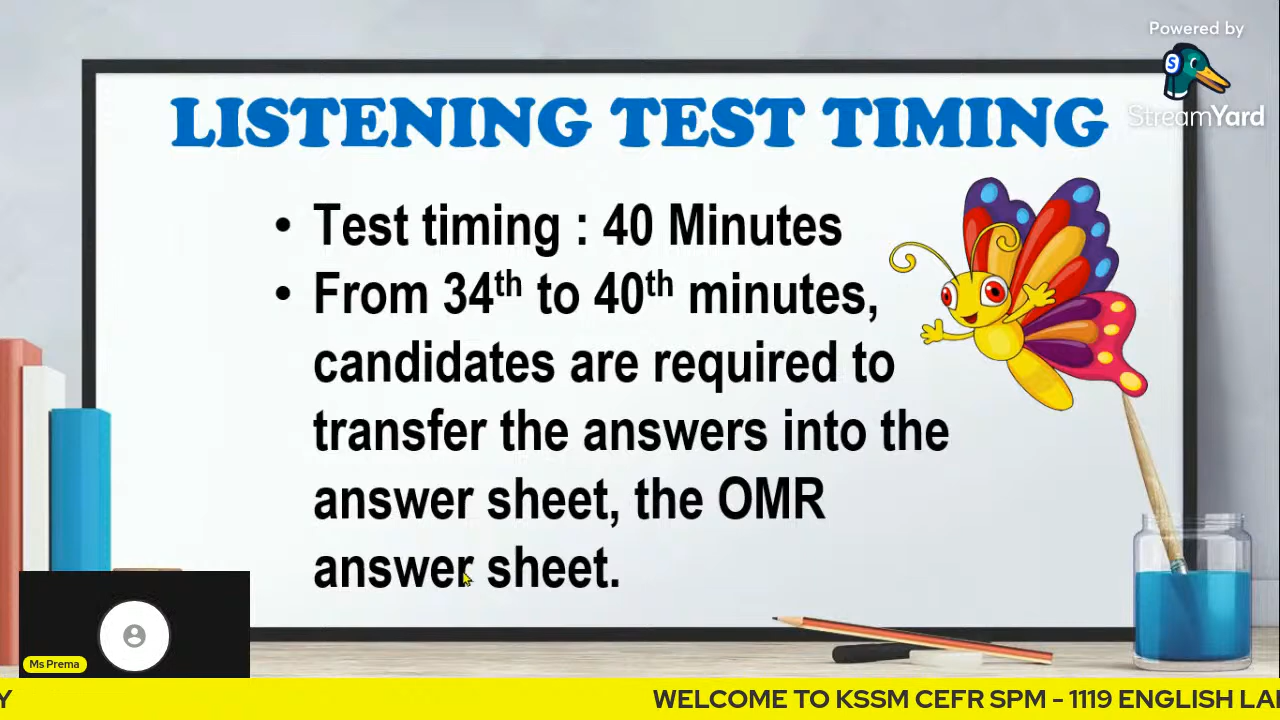 Powered by
S
StreamYard
LISTENING TEST TIMING
• Test timing : 40 Minutes
• From 34th to 40th minutes,
candidates are required to
transfer the answers into the
answer sheet, the OMR
answer sheet.
Ms Prema
Y WELCOME TO KSSM CEFR SPM - 1119 ENGLISH LA